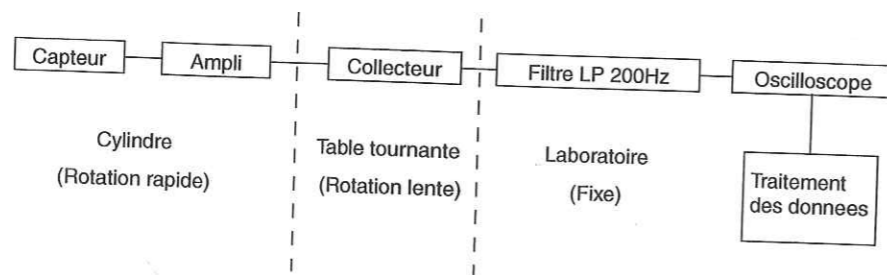 Capteur
Ampli
Collecteur
Filtre LP 200Hz
Oscilloscope
Cylindre
(Rotation rapide)
Table tournante
(Rotation lente)
Laboratoire
(Fixe)
Traitement
des donnees